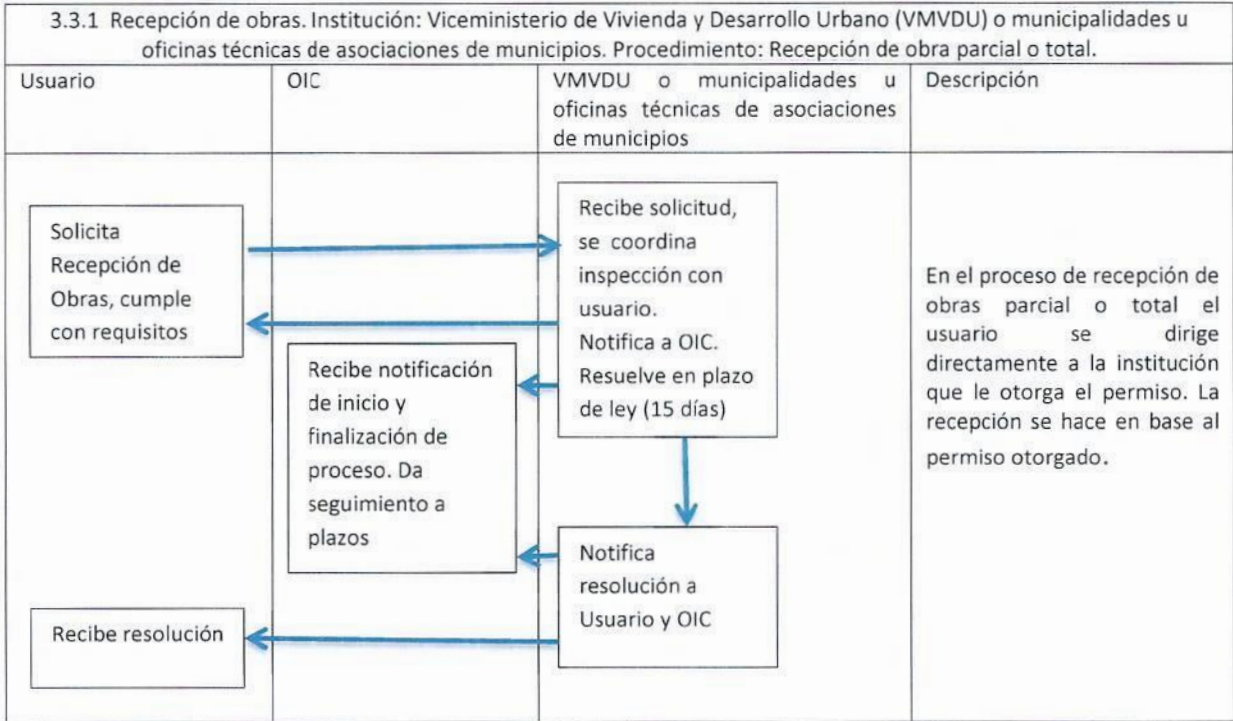 3.3.1 Recepción de obras. Institución: Viceministerio de Vivienda y Desarrollo Urbano (VMVDU) o municipalidades u
oficinas técnicas de asociaciones de municipios. Procedimiento: Recepción de obra parcial o total.
Usuario
OIC
VMVDU o municipalidades u
oficinas técnicas de asociaciones
de municipios
Descripción
Solicita
Recepción de
Obras, cumple
con requisitos
Recibe solicitud,
se coordina
inspección con
usuario.
Notifica a OIC.
Resuelve en plazo
de ley (15 días)
Recibe notificación
de inicio y
finalización de
proceso. Da
seguimiento a
plazos
Notifica
resolución a
Usuario y OIC
Recibe resolución
En el proceso de recepción de
obras parcial o total el
usuario se dirige
directamente a la institución
que le otorga el permiso. La
recepción se hace en base al
permiso otorgado.